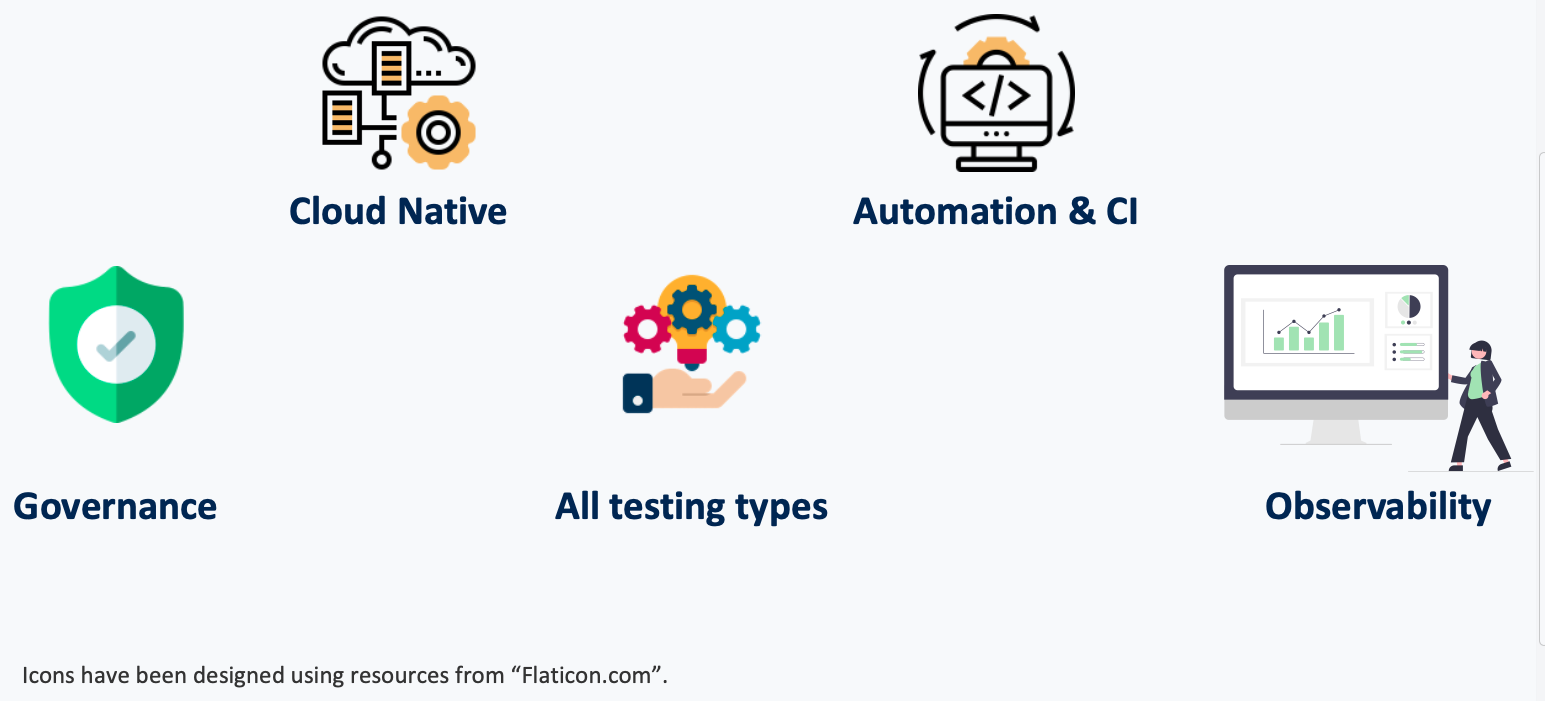 Cloud Native
Automation & CI
Governance
All testing types
Observability
Icons have been designed using resources from “Flaticon.com”.